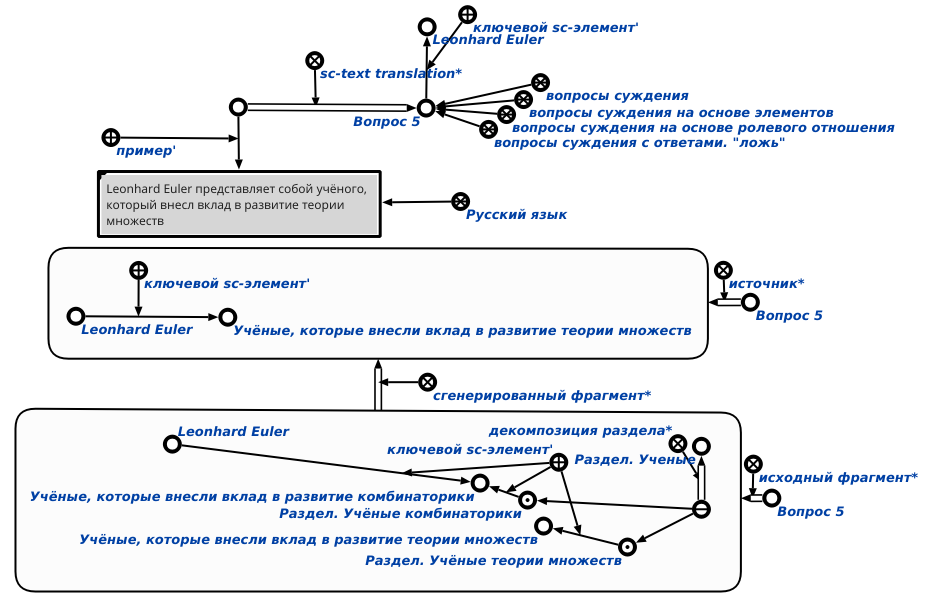 ключевой sc-элемент'
Leonhard Euler
sc-text translation*
вопросы суждения
вопросы суждения на основе элементов
Вопрос 5
вопросы суждения на основе ролевого отношения
вопросы суждения с ответами. "ложь"
пример'
Leonhard Euler представляет собой учёного,
который внесл вклад в развитие теории
множеств
Русский язык
ключевой sc-элемент'
источник*
Leonhard Euler
Учёные, которые внесли вклад в развитие теории множеств
Вопрос 5
сгенерированный фрагмент*
Leonhard Euler
декомпозиция раздела*
ключевой sc-элемент'
Раздел. Ученые
исходный фрагмент*
Учёные, которые внесли вклад в развитие комбинаторики
Раздел. Учёные комбинаторики
Вопрос 5
Учёные, которые внесли вклад в развитие теории множеств
Раздел. Учёные теории множеств